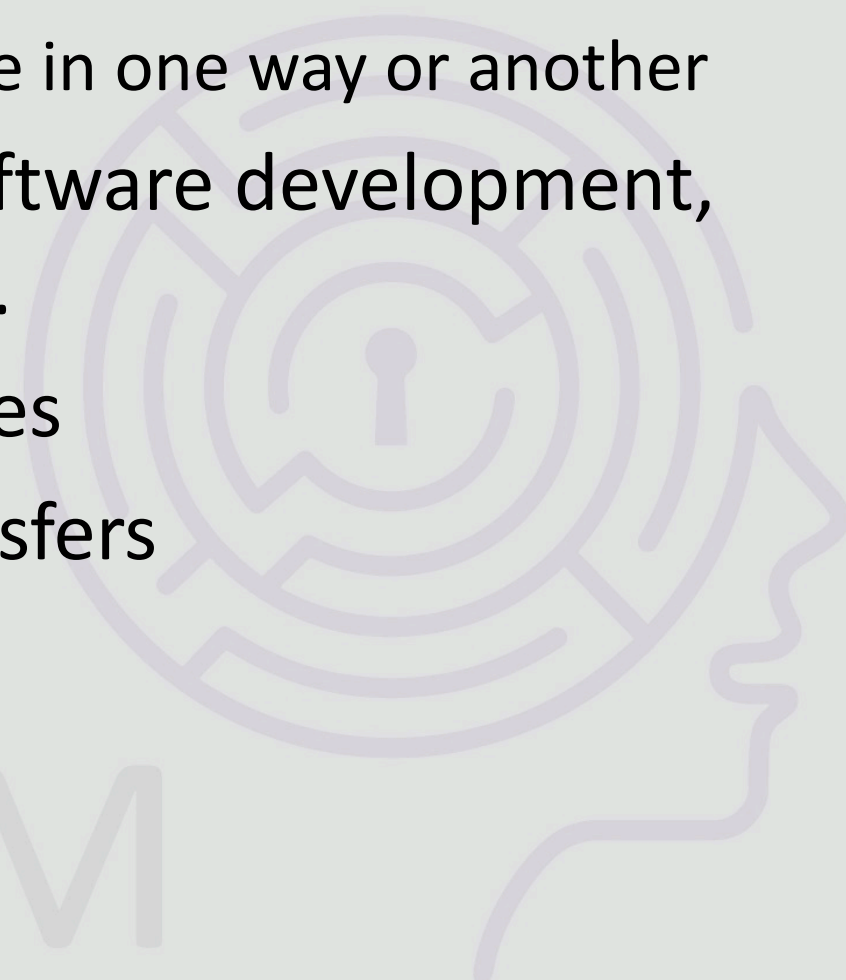 e in one way or another
ftware development,
.
es
sfers
M